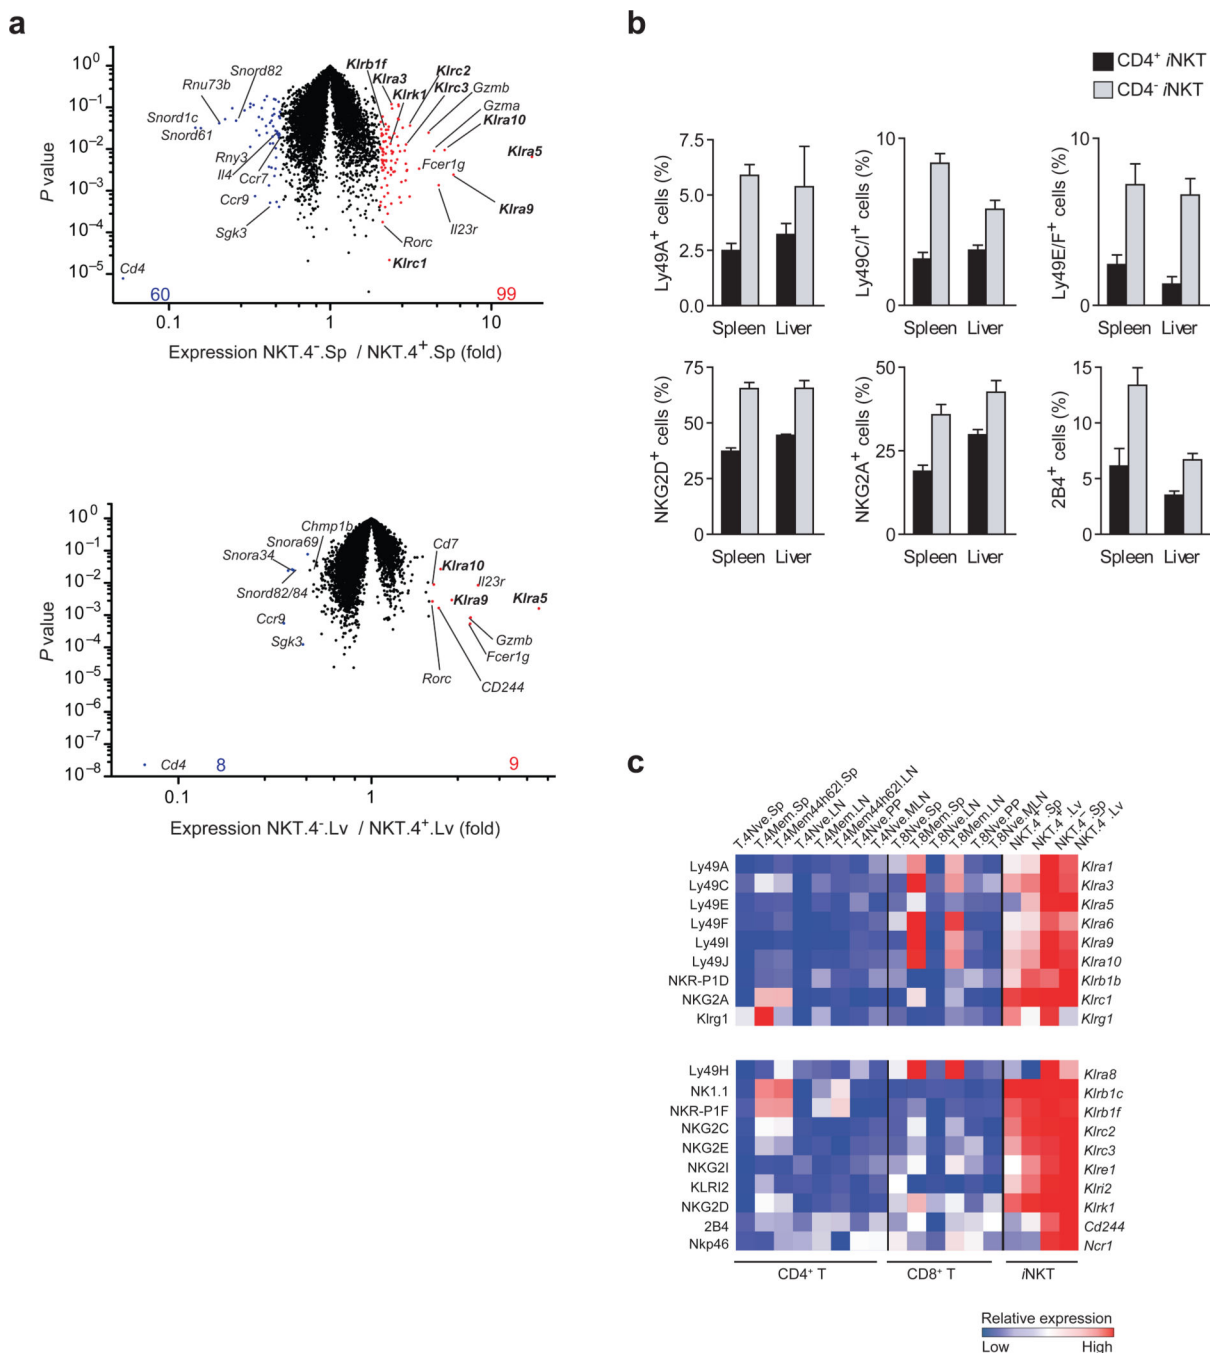 a
10⁰
10⁻¹
10⁻²
10⁻³
10⁻⁴
10⁻⁵
P value
Snord82
Rnu73b
Snord1c
Snord61
Rny3
Il4
Ccr7
Ccr9
Sgk3
Cd4
Klrb1f
Klra3
Klrk1
Klrc2
Klrc3
Gzmb
Gzma
Klra10
Klra5
Fcer1g
Klra9
Il23r
Rorc
Klrc1
60
99
0.1 1 10
Expression NKT.4⁻.Sp / NKT.4⁺.Sp (fold)
10⁰
10⁻¹
10⁻²
10⁻³
10⁻⁴
10⁻⁵
10⁻⁶
10⁻⁷
10⁻⁸
P value
Chmp1b
Snora69
Snora34
Snord82/84
Ccr9
Sgk3
Cd7
Klra10
Il23r
Klra9
Klra5
Gzmb
Fcer1g
Rorc
CD244
Cd4
8
9
0.1 1
Expression NKT.4⁻.Lv / NKT.4⁺.Lv (fold)
b
CD4⁺ iNKT
CD4⁻ iNKT
Ly49A⁺ cells (%)
7.5
5.0
2.5
0.0
Spleen Liver
Ly49C/I⁺ cells (%)
10
0
Spleen Liver
Ly49E/F⁺ cells (%)
10
0
Spleen Liver
NKG2D⁺ cells (%)
75
50
25
0
Spleen Liver
NKG2A⁺ cells (%)
50
25
0
Spleen Liver
2B4⁺ cells (%)
15
10
5
0
Spleen Liver
c
T.4Nve.Sp
T.4Mem.Sp
T.4Mem44h62l.Sp
T.4Nve.LN
T.4Mem.LN
T.4Mem44h62l.LN
T.4Nve.PP
T.4Nve.MLN
T.8Nve.Sp
T.8Mem.Sp
T.8Nve.LN
T.8Mem.LN
T.8Nve.PP
T.8Nve.MLN
NKT.4⁺.Sp
NKT.4⁺.Lv
NKT.4⁻.Sp
NKT.4⁻.Lv
Ly49A Klra1
Ly49C Klra3
Ly49E Klra5
Ly49F Klra6
Ly49I Klra9
Ly49J Klra10
NKR-P1D Klrb1b
NKG2A Klrc1
Klrg1 Klrg1
Ly49H Klra8
NK1.1 Klrb1c
NKR-P1F Klrb1f
NKG2C Klrc2
NKG2E Klrc3
NKG2I Klre1
KLRI2 Klri2
NKG2D Klrk1
2B4 Cd244
Nkp46 Ncr1
CD4⁺ T CD8⁺ T iNKT
Relative expression
Low High